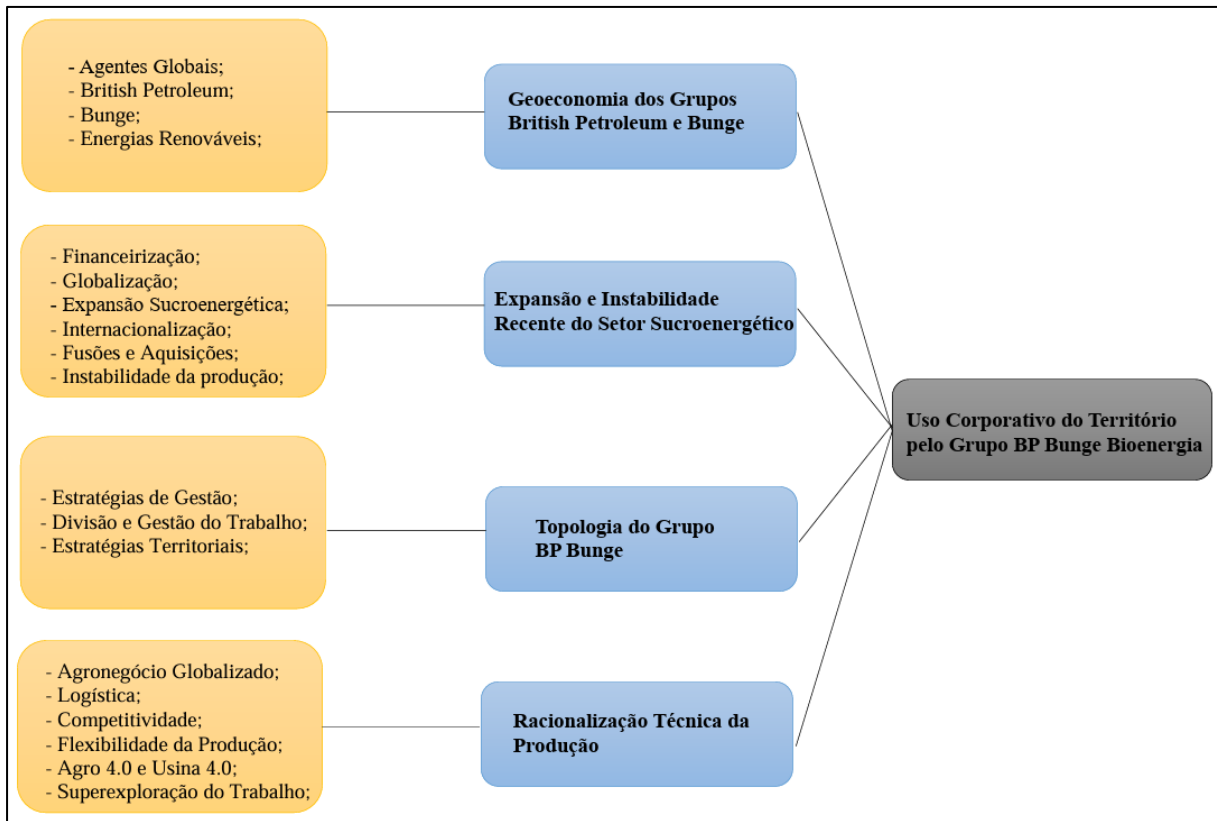 - Agentes Globais;
- British Petroleum;
- Bunge;
- Energias Renováveis;
Geoeconomia dos Grupos
British Petroleum e Bunge
- Financeirização;
- Globalização;
- Expansão Sucroenergética;
- Internacionalização;
- Fusões e Aquisições;
- Instabilidade da produção;
Expansão e Instabilidade
Recente do Setor Sucroenergético
- Estratégias de Gestão;
- Divisão e Gestão do Trabalho;
- Estratégias Territoriais;
Topologia do Grupo
BP Bunge
- Agronegócio Globalizado;
- Logística;
- Competitividade;
- Flexibilidade da Produção;
- Agro 4.0 e Usina 4.0;
- Superexploração do Trabalho;
Racionalização Técnica da
Produção
Uso Corporativo do Território
pelo Grupo BP Bunge Bioenergia